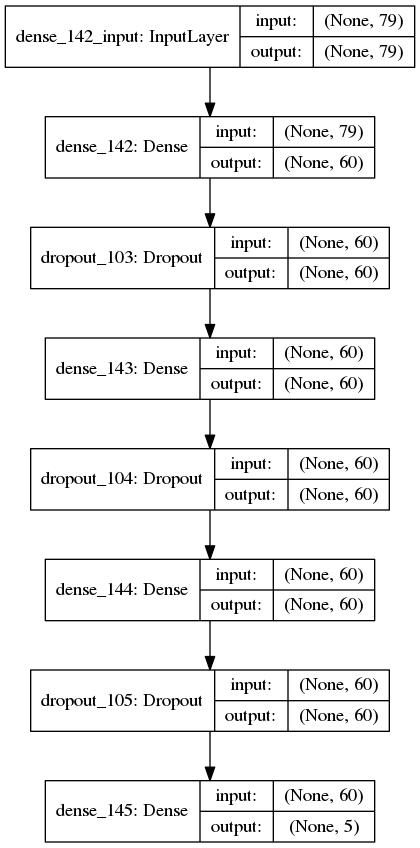 dense_142_input: InputLayer
input: (None, 79)
output: (None, 79)
dense_142: Dense
input: (None, 79)
output: (None, 60)
dropout_103: Dropout
input: (None, 60)
output: (None, 60)
dense_143: Dense
input: (None, 60)
output: (None, 60)
dropout_104: Dropout
input: (None, 60)
output: (None, 60)
dense_144: Dense
input: (None, 60)
output: (None, 60)
dropout_105: Dropout
input: (None, 60)
output: (None, 60)
dense_145: Dense
input: (None, 60)
output: (None, 5)